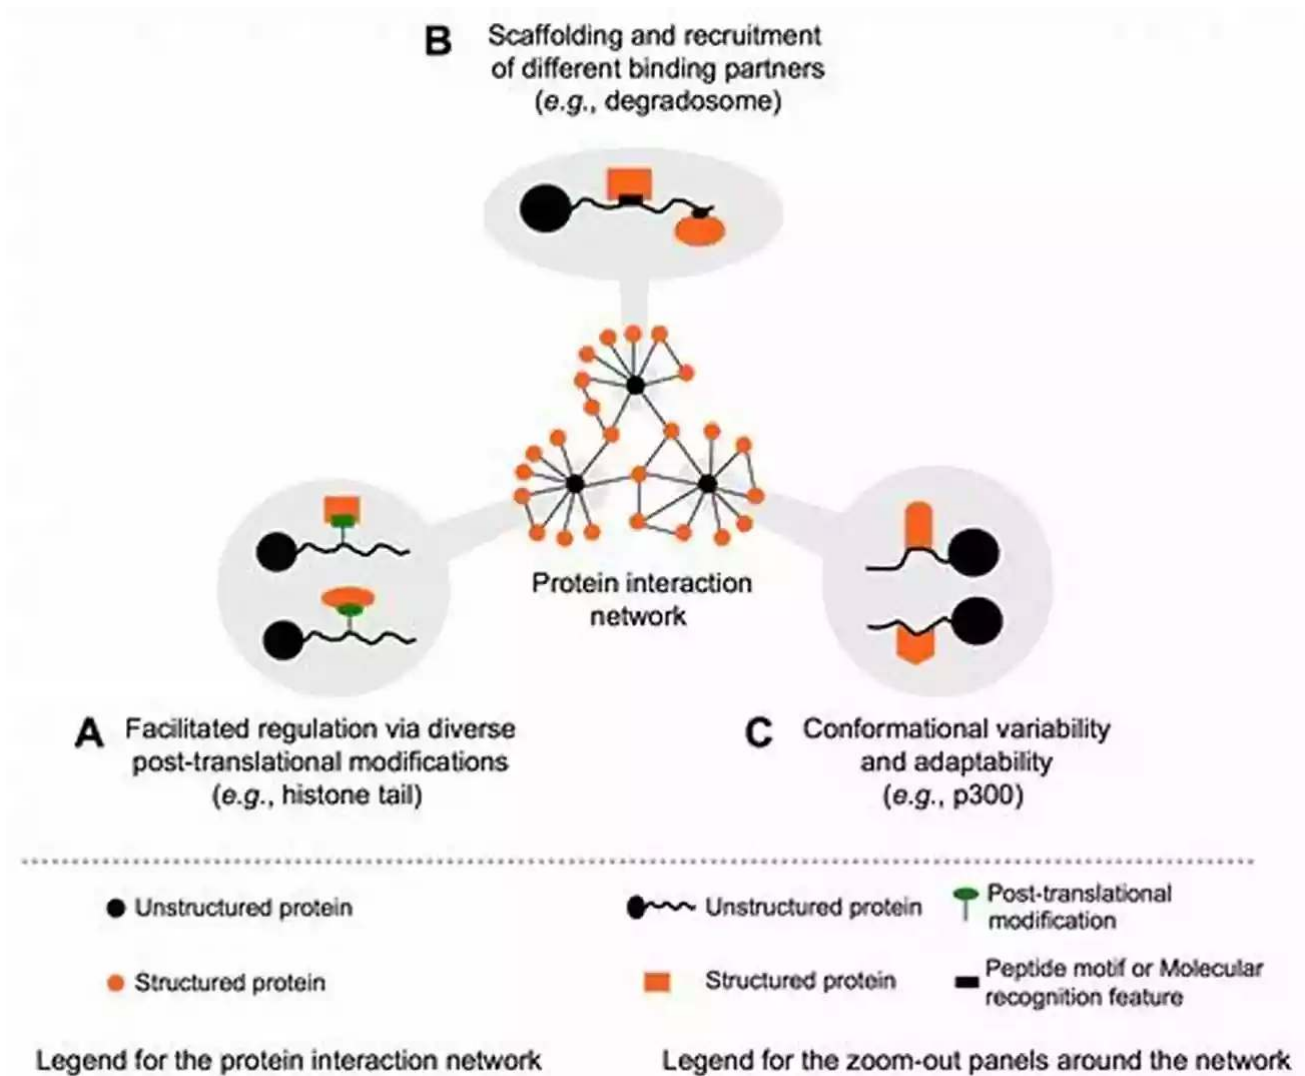 B
Scaffolding and recruitment
of different binding partners
(e.g., degradosome)
Protein interaction
network
A
Facilitated regulation via diverse
post-translational modifications
(e.g., histone tail)
C
Conformational variability
and adaptability
(e.g., p300)
Unstructured protein
Structured protein
Legend for the protein interaction network
Unstructured protein
Post-translational
modification
Structured protein
Peptide motif or Molecular
recognition feature
Legend for the zoom-out panels around the network